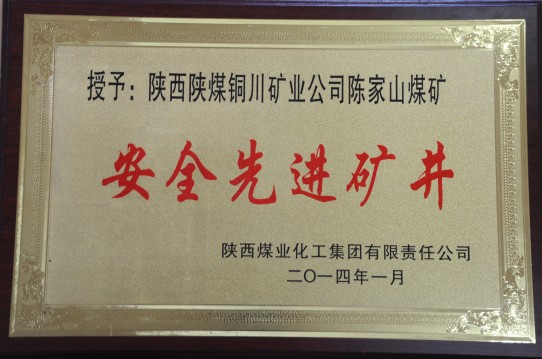 授予：陕西陕煤铜川矿业公司陈家山煤矿
安全先进矿井
陕西煤业化工集团有限责任公司
二〇一四年一月